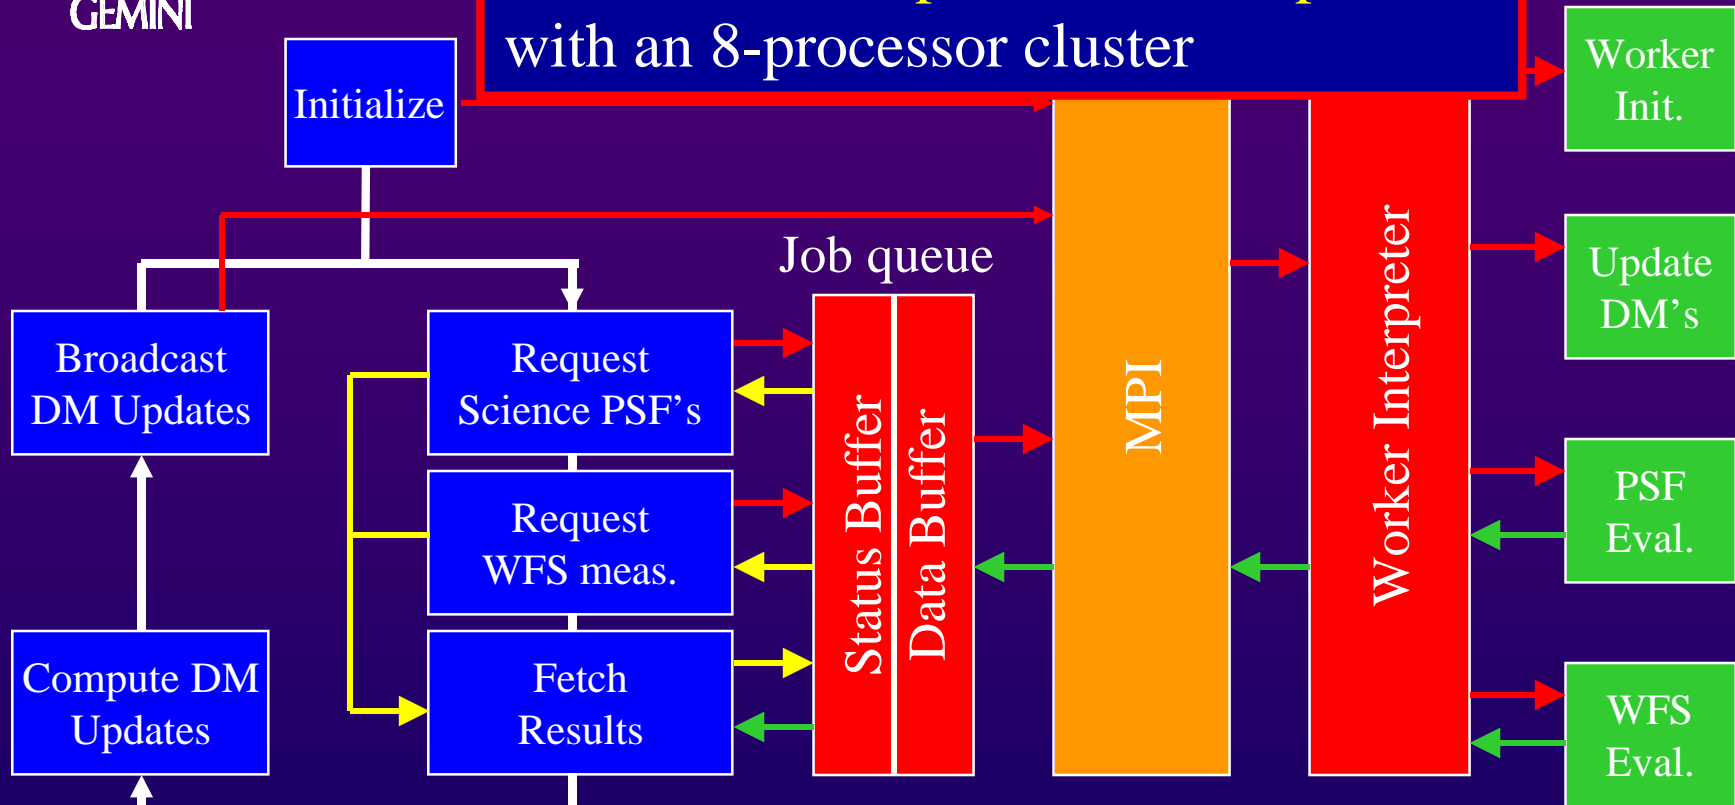 GEMINI
with an 8-processor cluster
Initialize
Worker
Init.
Job queue
Update
DM’s
Broadcast
DM Updates
Request
Science PSF’s
Request
WFS meas.
Compute DM
Updates
Fetch
Results
Status Buffer
Data Buffer
MPI
Worker Interpreter
PSF
Eval.
WFS
Eval.